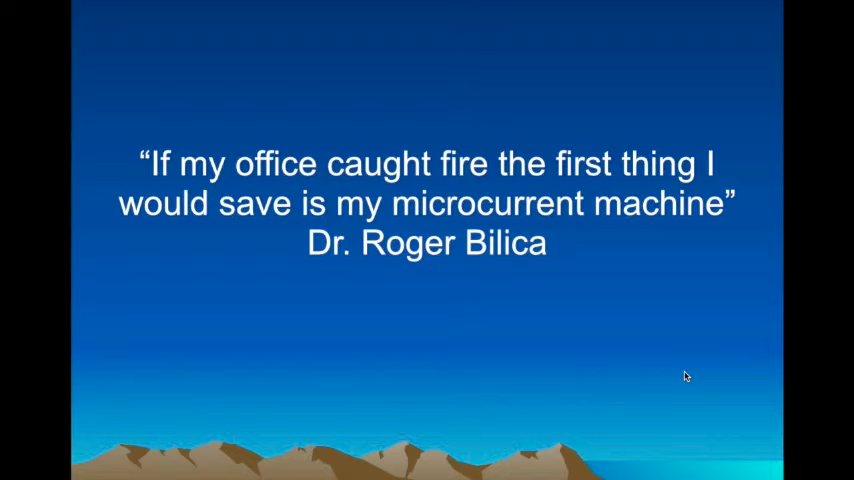 “If my office caught fire the first thing I
would save is my microcurrent machine”
Dr. Roger Bilica